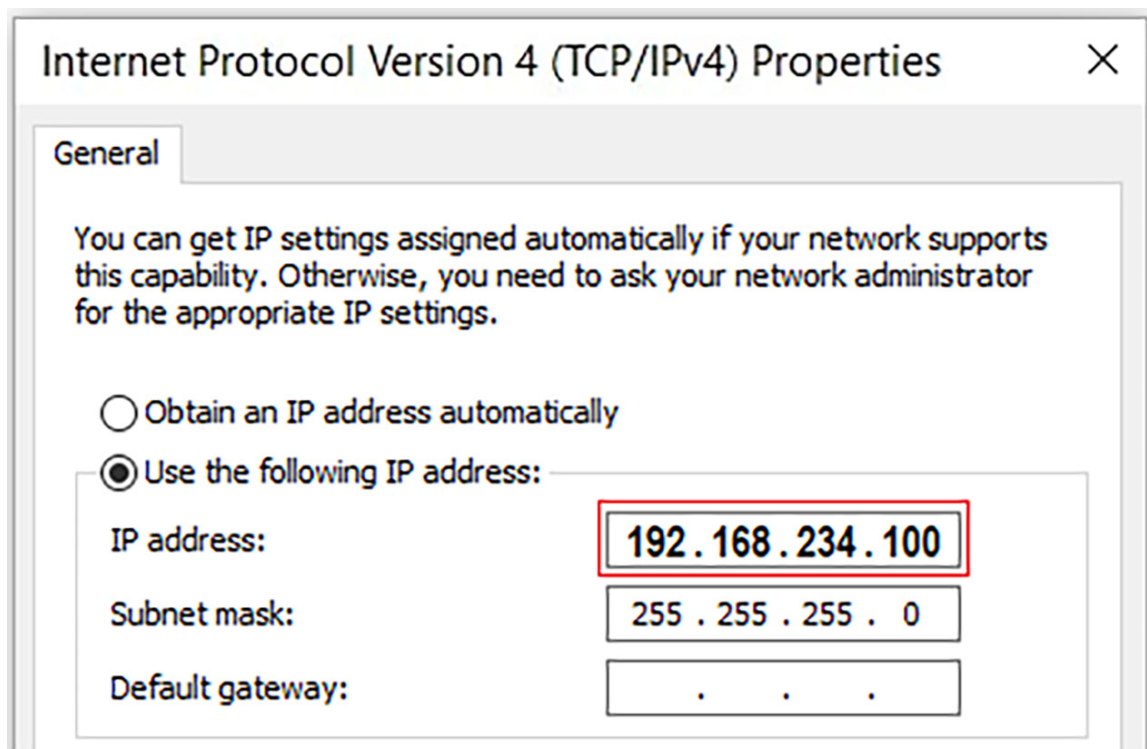 Internet Protocol Version 4 (TCP/IPv4) Properties
General
You can get IP settings assigned automatically if your network supports
this capability. Otherwise, you need to ask your network administrator
for the appropriate IP settings.
Obtain an IP address automatically
Use the following IP address:
IP address: 192.168.234.100
Subnet mask: 255 . 255 . 255 . 0
Default gateway: . . .